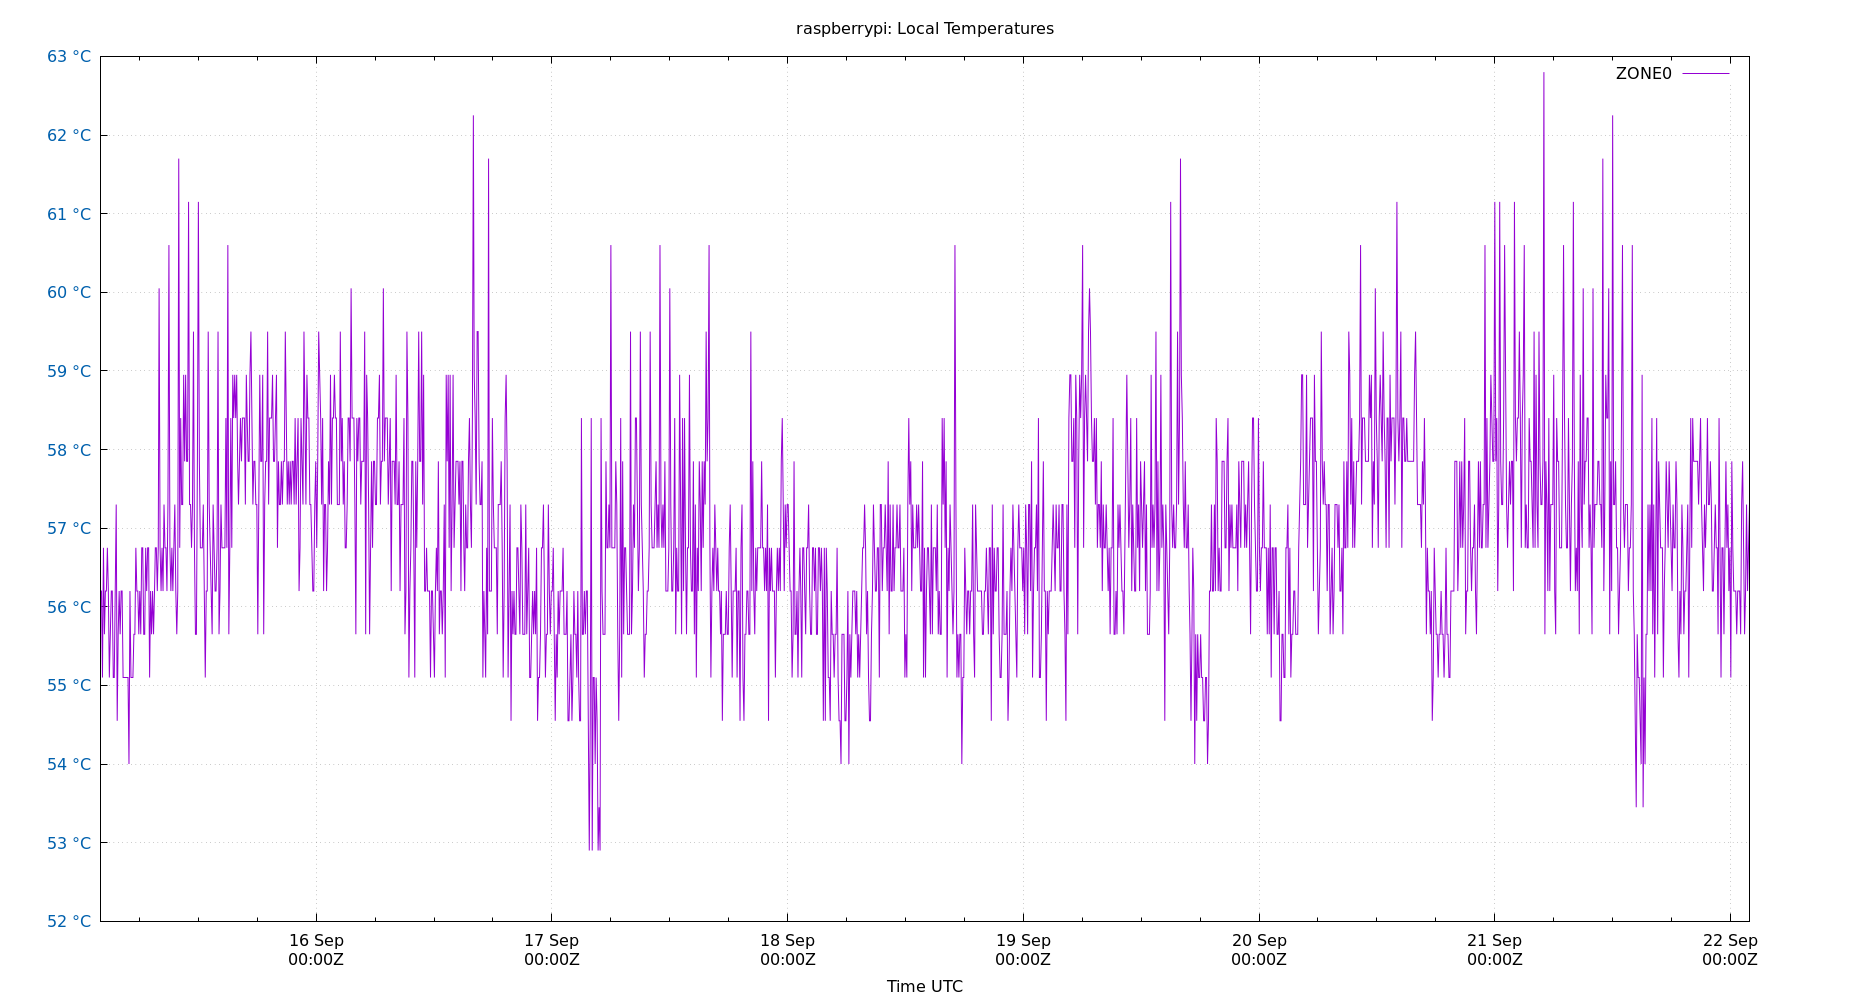 raspberrypi: Local Temperatures
ZONE0
63 °C
62 °C
61 °C
60 °C
59 °C
58 °C
57 °C
56 °C
55 °C
54 °C
53 °C
52 °C
16 Sep 17 Sep 18 Sep 19 Sep 20 Sep 21 Sep 22 Sep
00:00Z 00:00Z 00:00Z 00:00Z 00:00Z 00:00Z 00:00Z
Time UTC